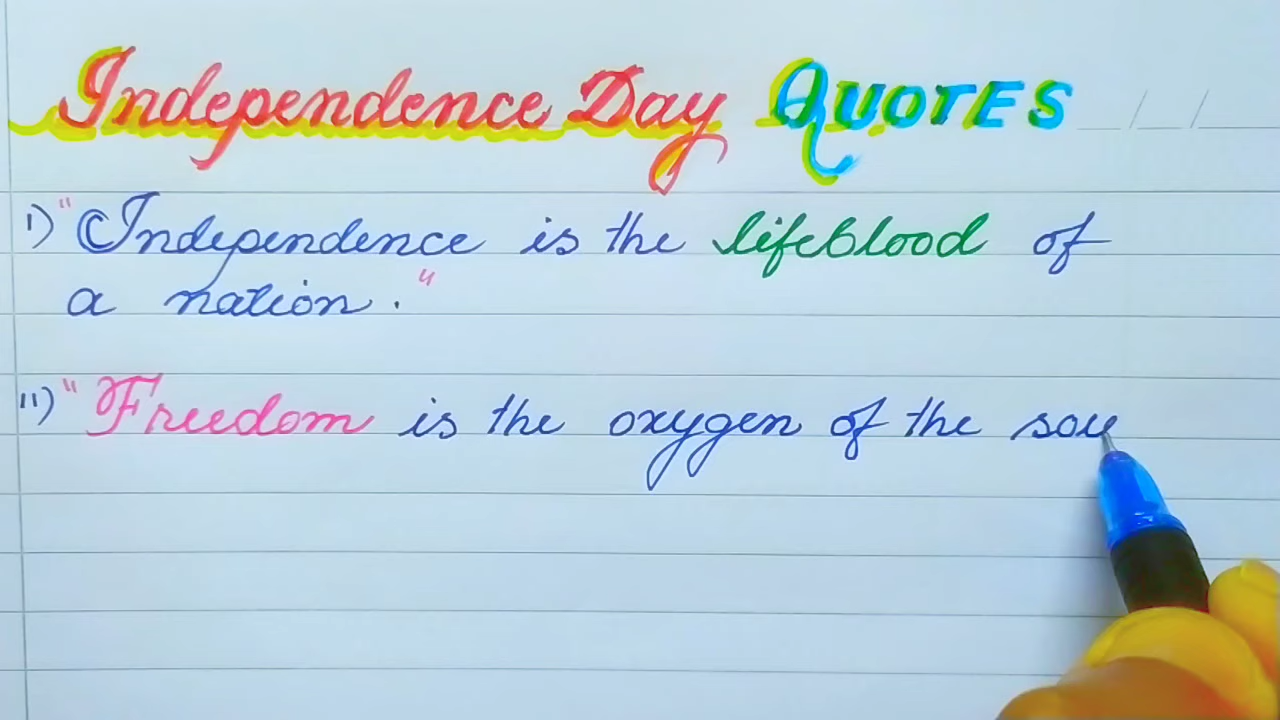 Independence Day QUOTES
/ /
i) "Independence is the lifeblood of
a nation."
ii) "Freedom is the oxygen of the sou